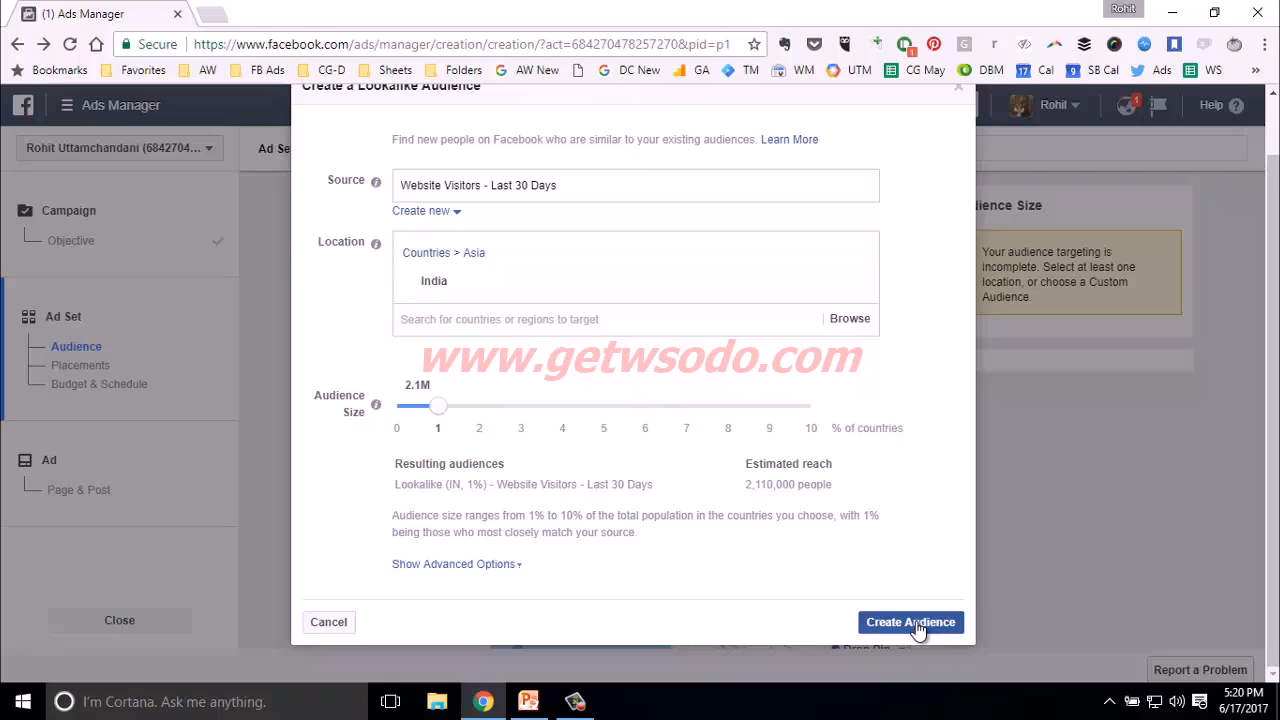 (1) Ads Manager
Rohit
Secure https://www.facebook.com/ads/manager/creation/creation/?act=684270478257270&pid=p1
1
Bookmarks Favorites AW FB Ads CG-D Sheets Folders AW New DC New GA TM WM UTM CG May DBM 17 Cal 9 SB Cal Ads WS »
Ads Manager Rohit 1 Help
Rohit Uttamchandani (6842704...
Campaign
Objective
Ad Set
Audience
Placements
Budget & Schedule
Ad
Page & Post
Close
Ad Se
Create a Lookalike Audience
Find new people on Facebook who are similar to your existing audiences. Learn More
Source Website Visitors - Last 30 Days
Create new
Location Countries > Asia
India
Search for countries or regions to target Browse
www.getwsodo.com
2.1M
Audience
Size
0 1 2 3 4 5 6 7 8 9 10 % of countries
Resulting audiences Estimated reach
Lookalike (IN, 1%) - Website Visitors - Last 30 Days 2,110,000 people
Audience size ranges from 1% to 10% of the total population in the countries you choose, with 1%
being those who most closely match your source.
Show Advanced Options
Cancel Create Audience
dience Size
Your audience targeting is
incomplete. Select at least one
location, or choose a Custom
Audience.
Drop Pin
Report a Problem
I'm Cortana. Ask me anything.
5:20 PM
6/17/2017